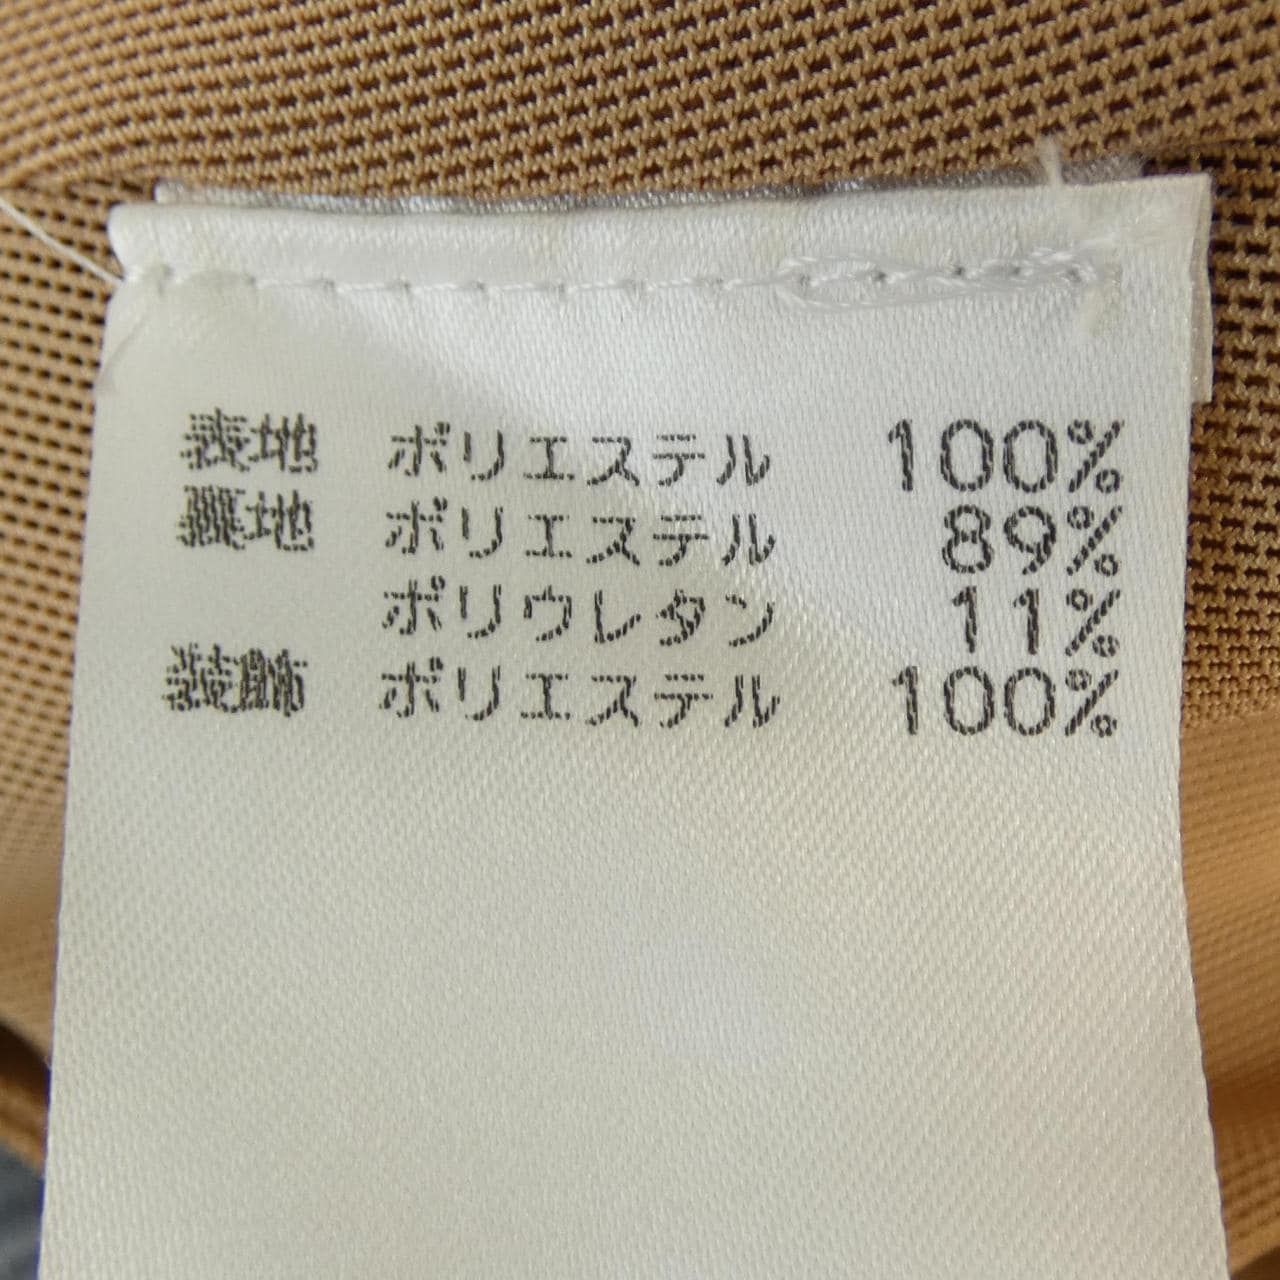 表地 ポリエステル 100%
裏地 ポリエステル 89%
ポリウレタン 11%
装飾 ポリエステル 100%